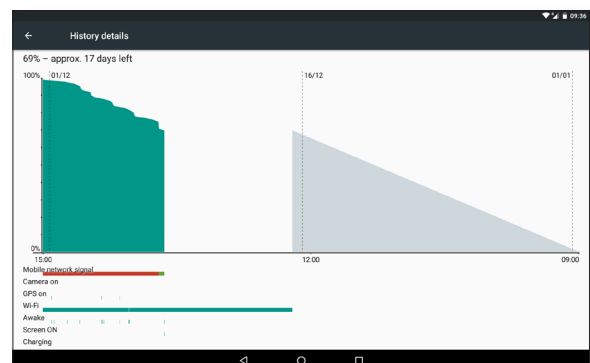 09:36
History details
69% – approx. 17 days left
100%
01/12
16/12
01/01
0%
15:00
12:00
09:00
Mobile network signal
Camera on
GPS on
Wi-Fi
Awake
Screen ON
Charging